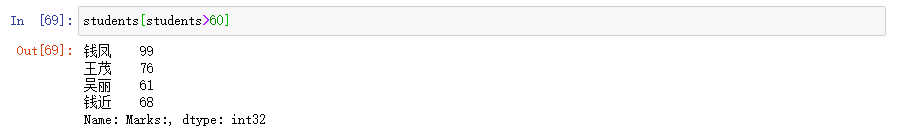 In [69]: students[students>60]
Out[69]: 钱凤 99
王茂 76
吴丽 61
钱近 68
Name: Marks:, dtype: int32